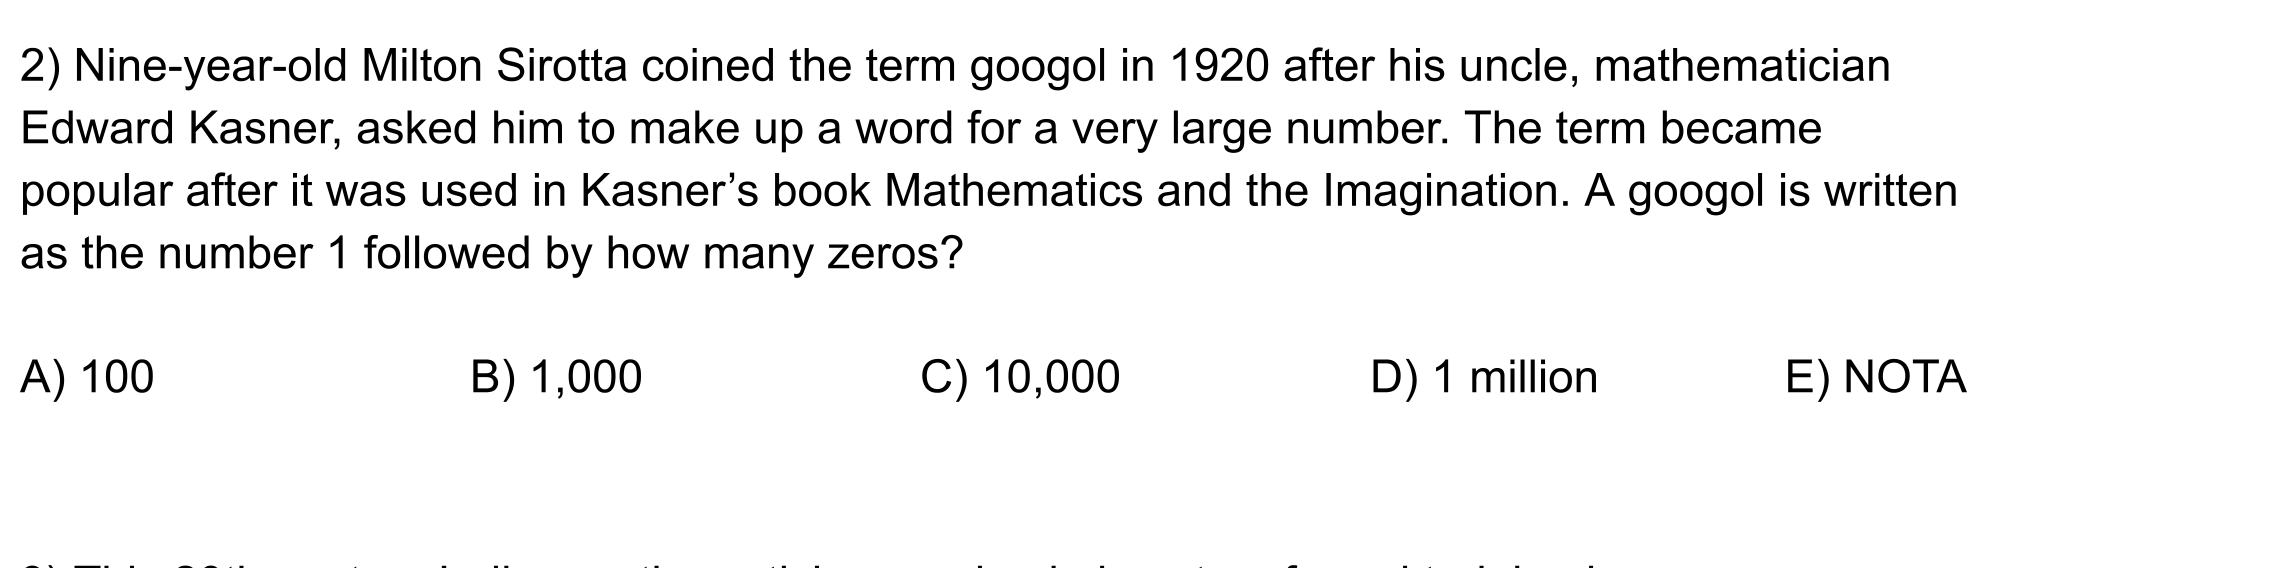 2) Nine-year-old Milton Sirotta coined the term googol in 1920 after his uncle, mathematician
Edward Kasner, asked him to make up a word for a very large number. The term became
popular after it was used in Kasner’s book Mathematics and the Imagination. A googol is written
as the number 1 followed by how many zeros?
A) 100 B) 1,000 C) 10,000 D) 1 million E) NOTA